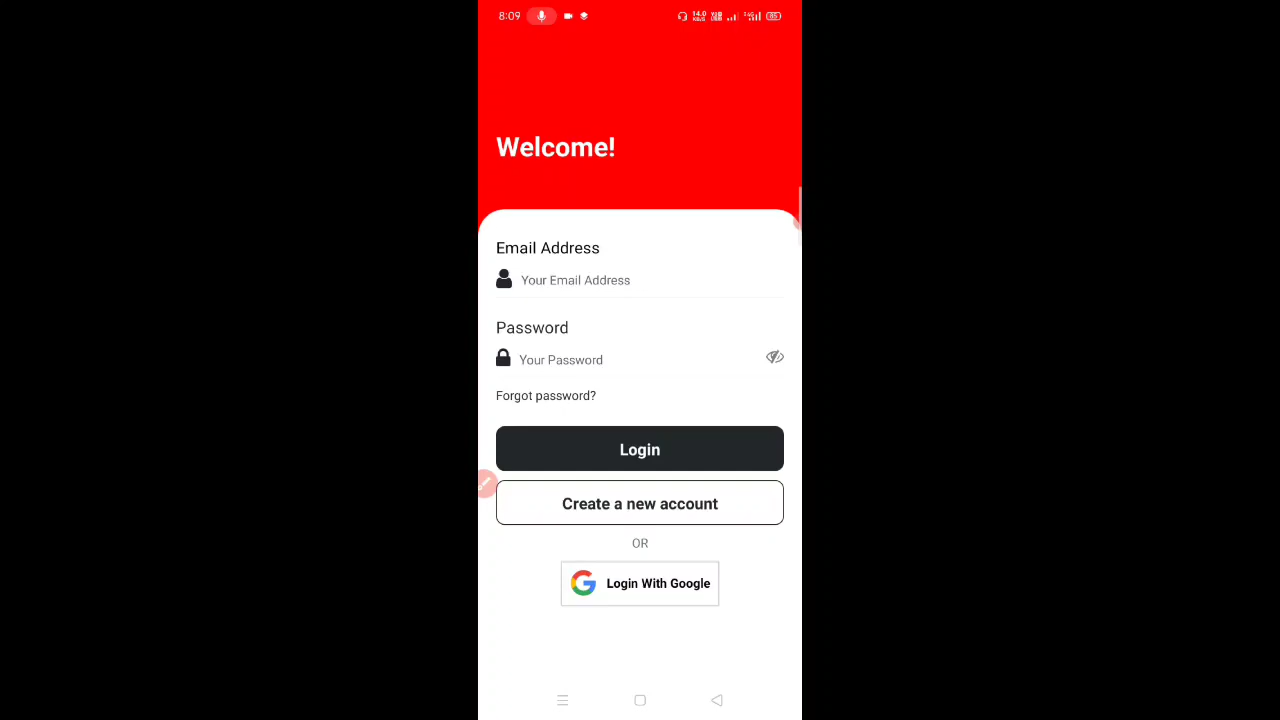 8:09
Welcome!
Email Address
Your Email Address
Password
Your Password
Forgot password?
Login
Create a new account
OR
Login With Google